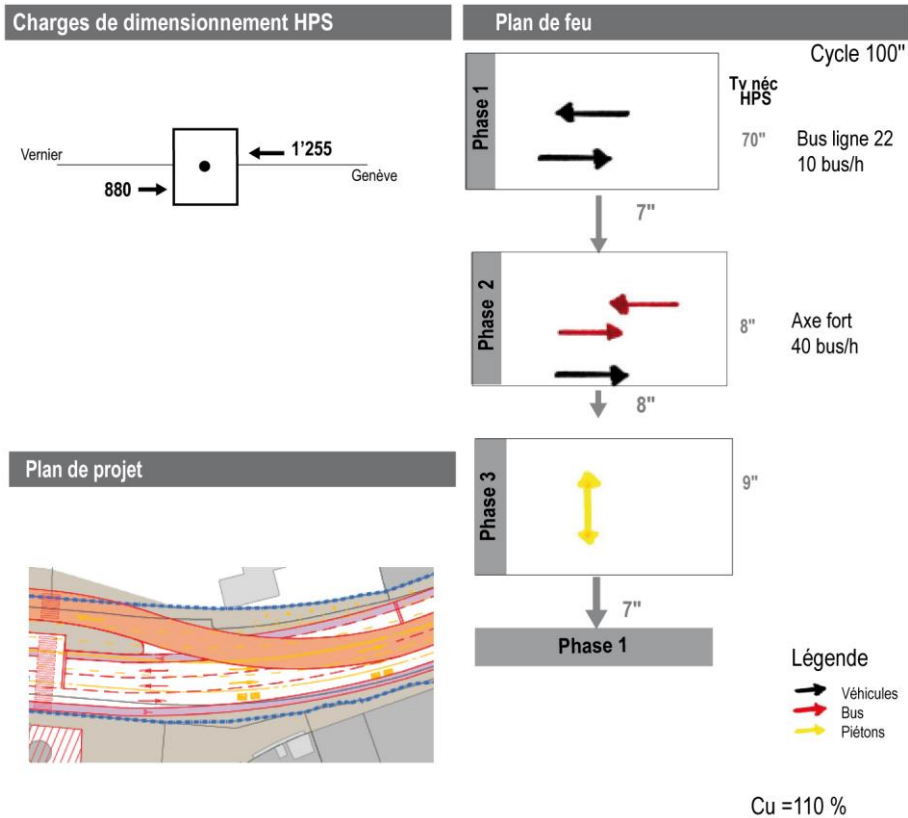 Charges de dimensionnement HPS
Vernier
1'255
880
Genève
Plan de feu
Cycle 100"
Phase 1
Tv néc
HPS
70"
Bus ligne 22
10 bus/h
7"
Phase 2
8"
Axe fort
40 bus/h
8"
Phase 3
9"
7"
Phase 1
Plan de projet
Légende
Véhicules
Bus
Piétons
Cu =110 %